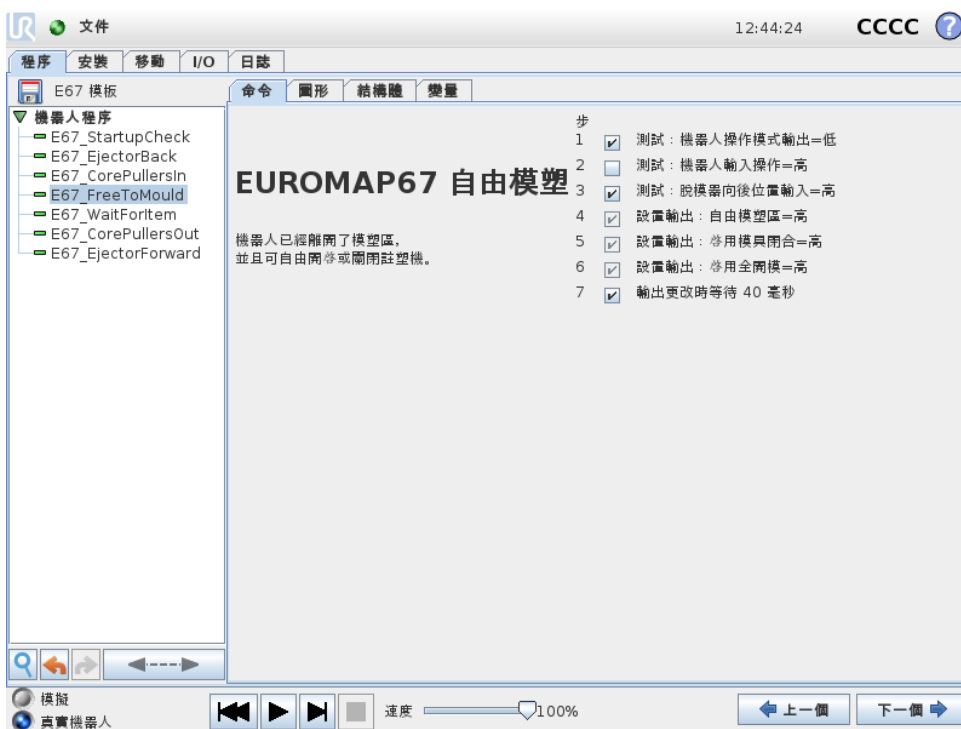 UR 文件 12:44:24 CCCC ?
程序 安裝 移動 I/O 日誌
E67 模板
命令 圖形 結構體 變量
機器人程序
E67_StartupCheck
E67_EjectorBack
E67_CorePullersIn
E67_FreeToMould
E67_WaitForItem
E67_CorePullersOut
E67_EjectorForward
EUROMAP67 自由模塑
機器人已經離開了模塑區,
並且可自由開啓或關閉註塑機。
步
1 測試:機器人操作模式輸出=低
2 測試:機器人輸入操作=高
3 測試:脫模器向後位置輸入=高
4 設置輸出:自由模塑區=高
5 設置輸出:啓用模具閉合=高
6 設置輸出:啓用全開模=高
7 輸出更改時等待 40 毫秒
模擬
真實機器人
速度 100%
上一個 下一個